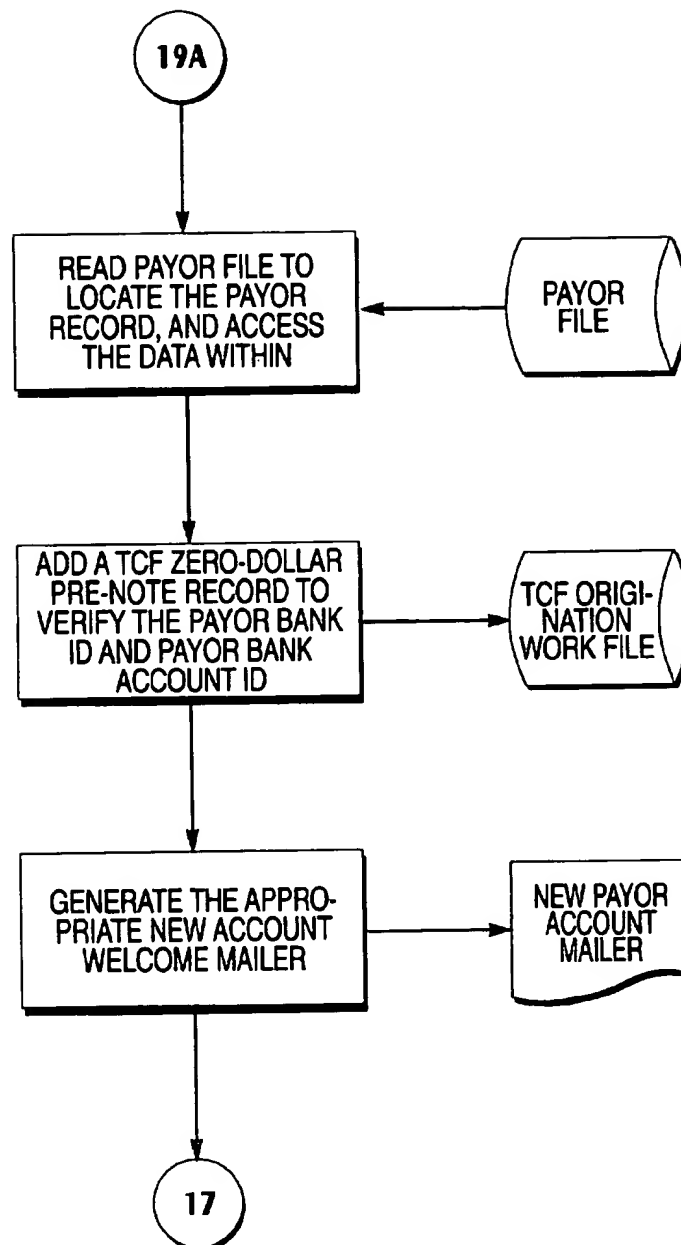 19A
READ PAYOR FILE TO
LOCATE THE PAYOR
RECORD, AND ACCESS
THE DATA WITHIN
PAYOR
FILE
ADD A TCF ZERO-DOLLAR
PRE-NOTE RECORD TO
VERIFY THE PAYOR BANK
ID AND PAYOR BANK
ACCOUNT ID
TCF ORIGI-
NATION
WORK FILE
GENERATE THE APPRO-
PRIATE NEW ACCOUNT
WELCOME MAILER
NEW PAYOR
ACCOUNT
MAILER
17